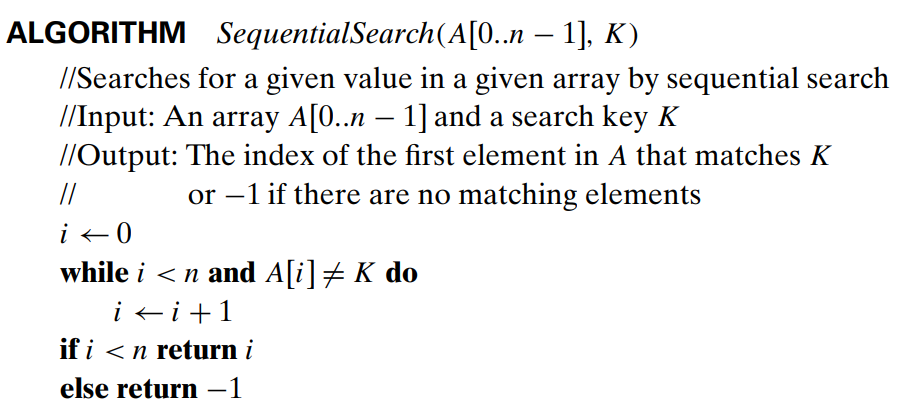 ALGORITHM SequentialSearch(A[0..n − 1], K)
//Searches for a given value in a given array by sequential search
//Input: An array A[0..n − 1] and a search key K
//Output: The index of the first element in A that matches K
// or −1 if there are no matching elements
i ← 0
while i < n and A[i] ≠ K do
i ← i + 1
if i < n return i
else return −1